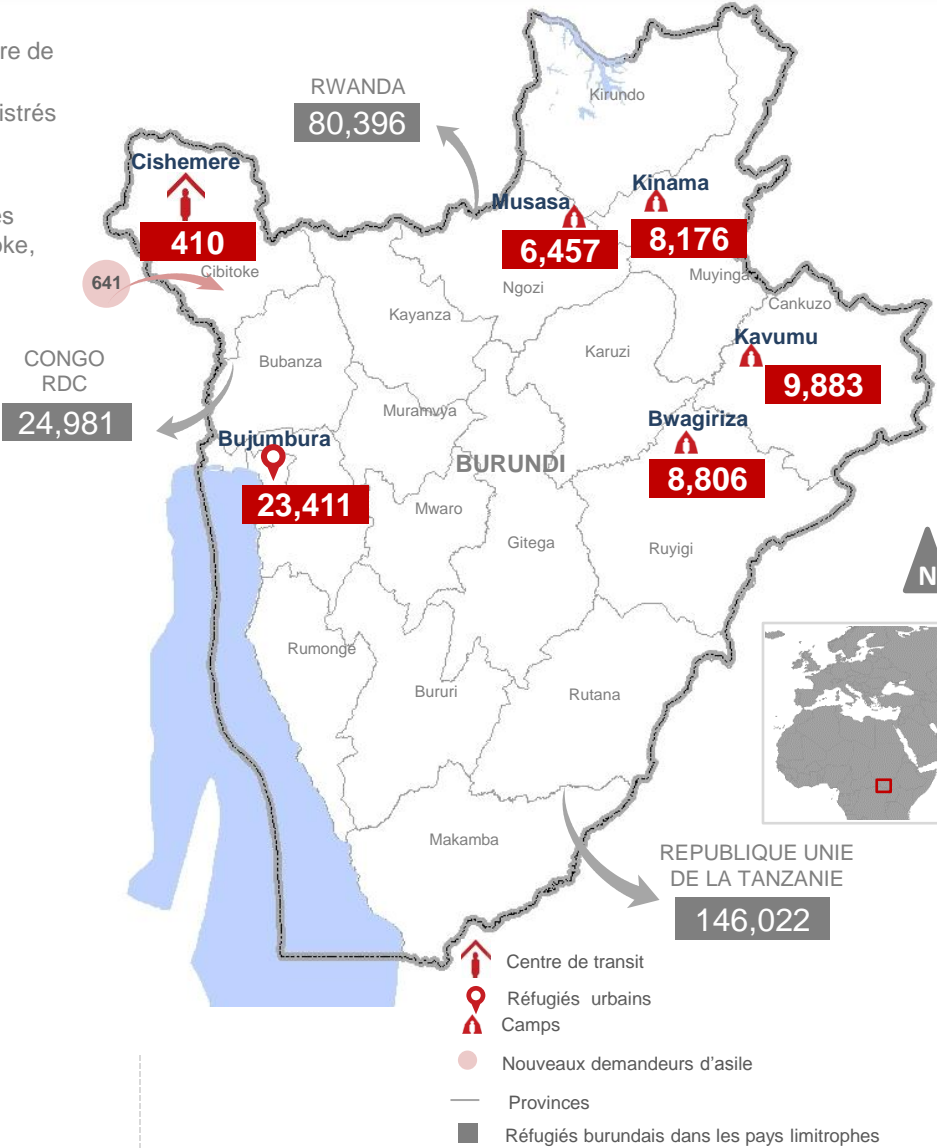 re de
istrés
es
oke,
RWANDA
80,396
Kirundo
Cishemere
410
Cibitoke
641
Musasa
6,457
Ngozi
Kinama
8,176
Muyinga
Cankuzo
Kayanza
Karuzi
Kavumu
9,883
CONGO
RDC
24,981
Bubanza
Muramvya
Bwagiriza
8,806
Bujumbura
23,411
BURUNDI
Mwaro
Gitega
Ruyigi
N
Rumonge
Bururi
Rutana
Makamba
REPUBLIQUE UNIE
DE LA TANZANIE
146,022
Centre de transit
Réfugiés urbains
Camps
Nouveaux demandeurs d'asile
Provinces
Réfugiés burundais dans les pays limitrophes